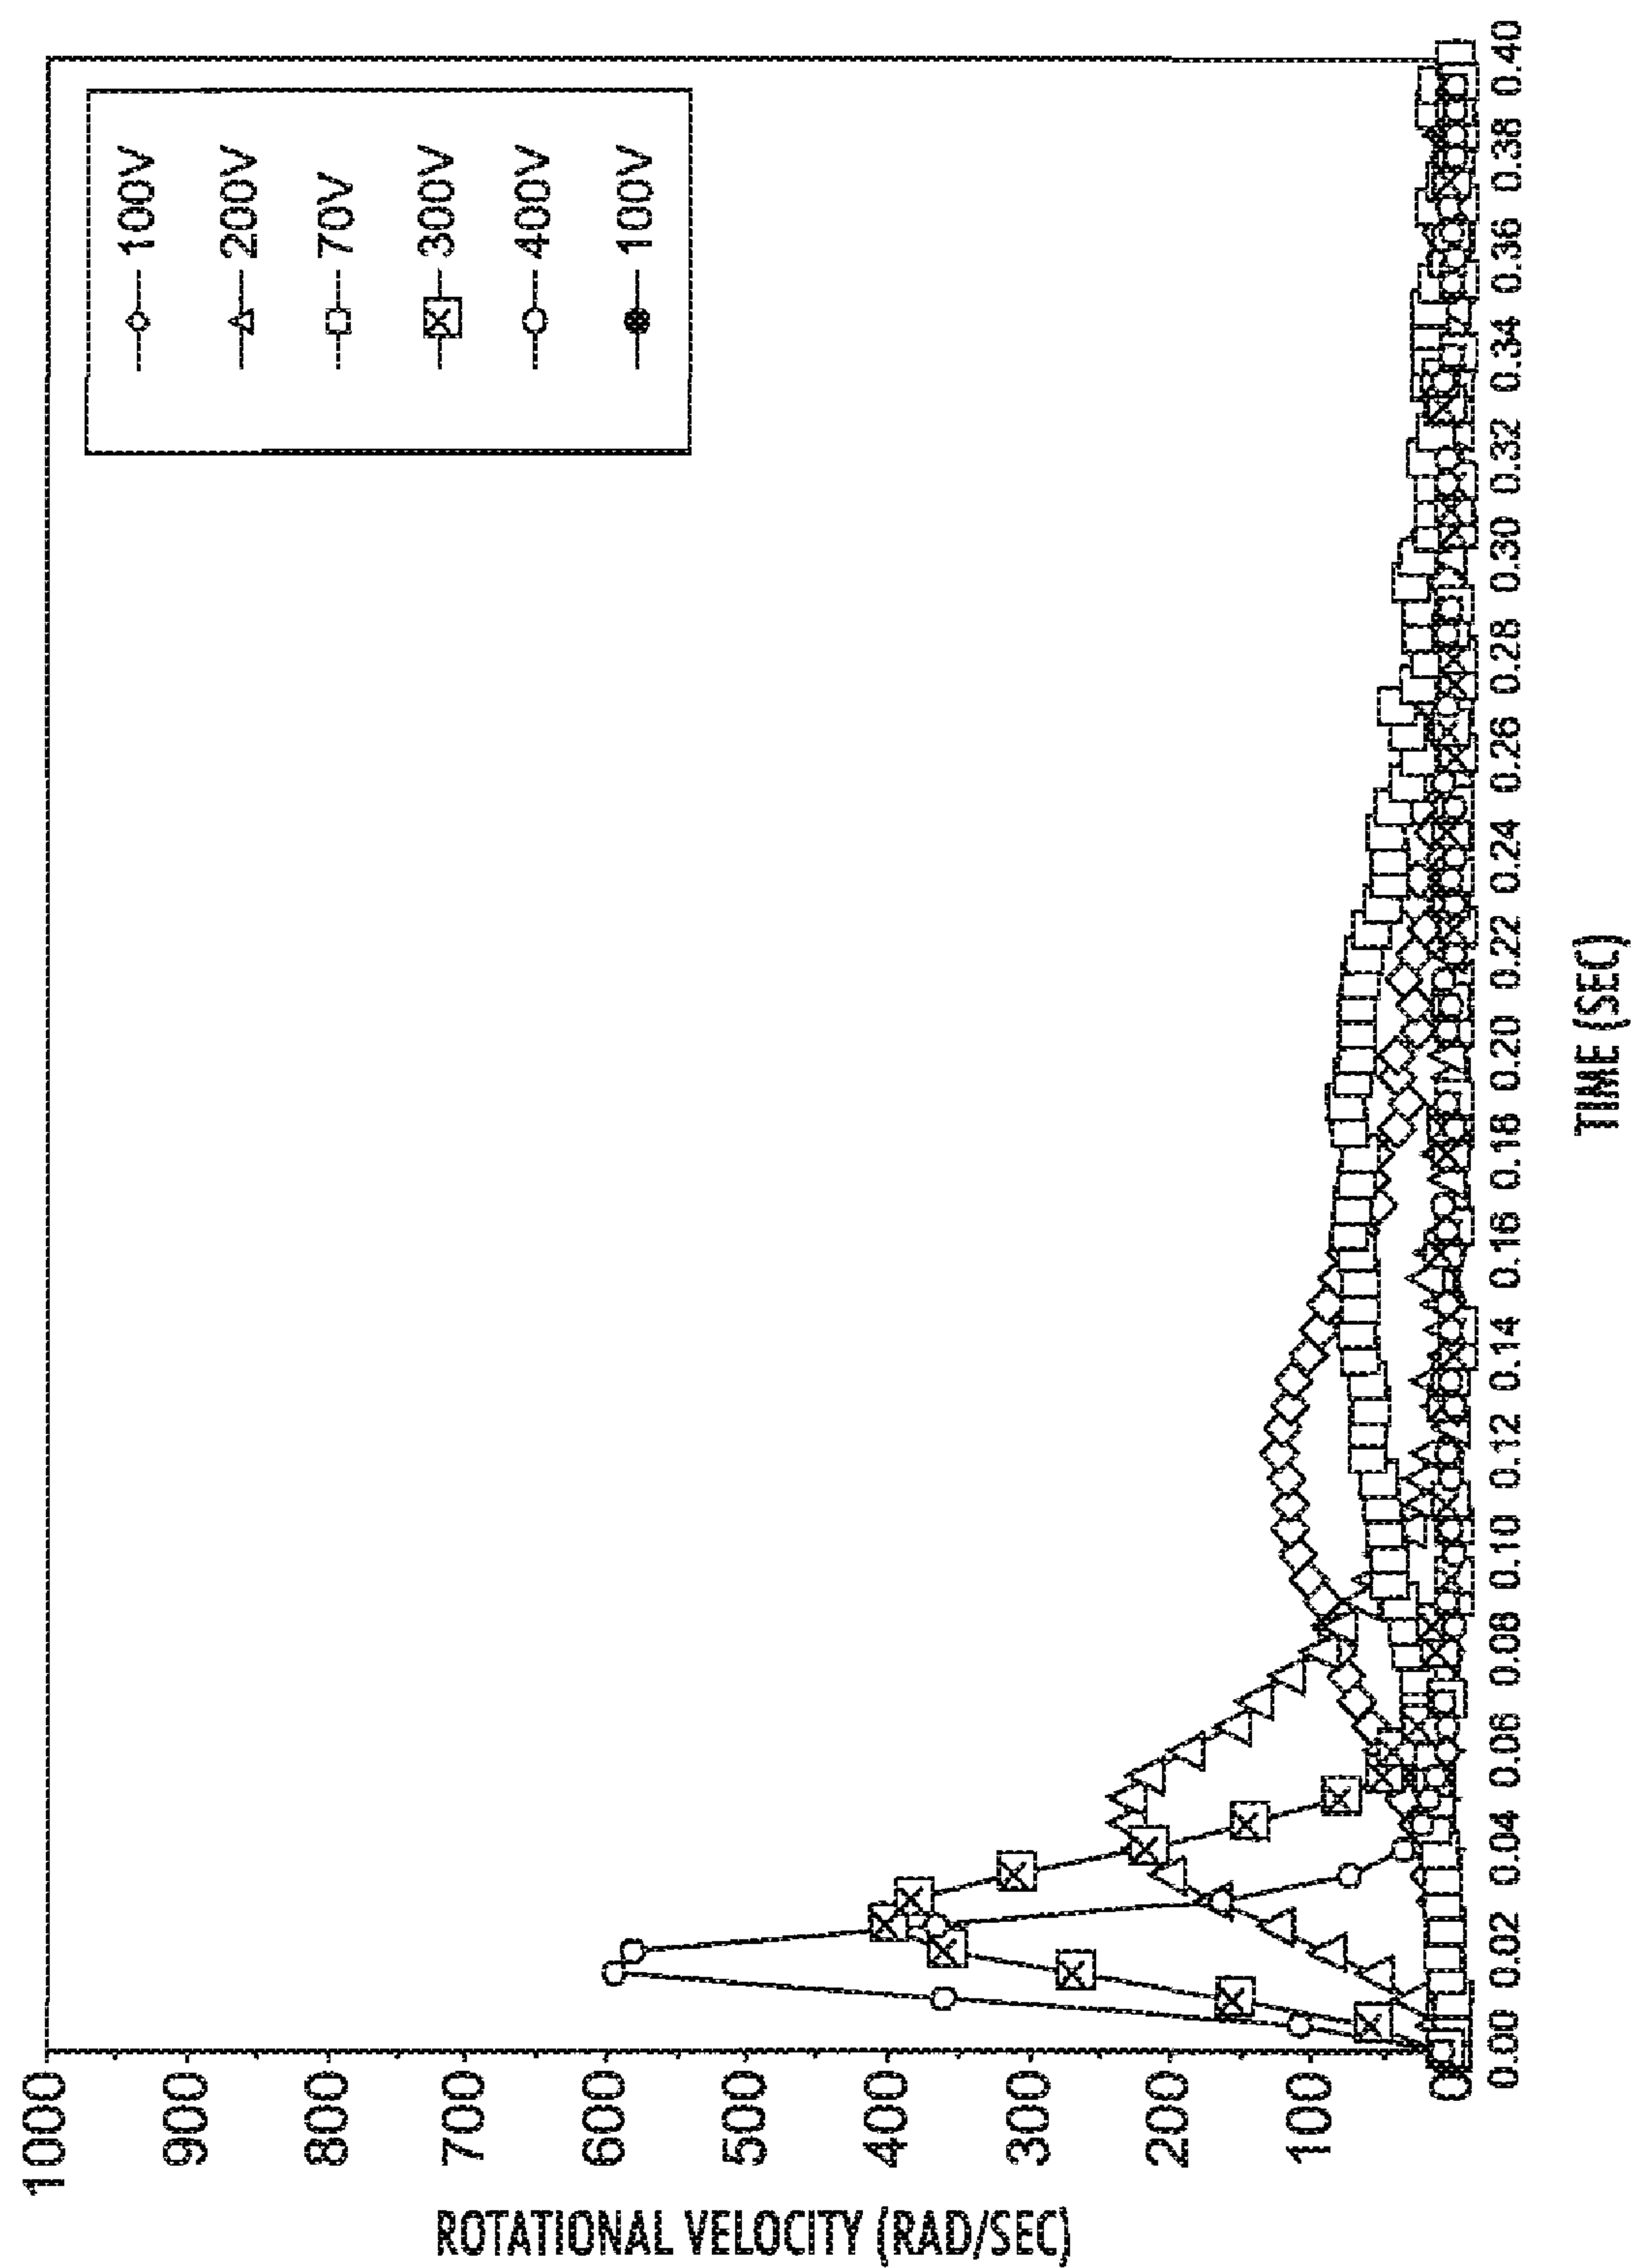 ROTATIONAL VELOCITY (RAD/SEC)
1000
900
800
700
600
500
400
300
200
100
0
100V
200V
70V
300V
400V
100V
0.00 0.02 0.04 0.06 0.08 0.10 0.12 0.14 0.16 0.18 0.20 0.22 0.24 0.26 0.28 0.30 0.32 0.34 0.36 0.38 0.40
TIME (SEC)